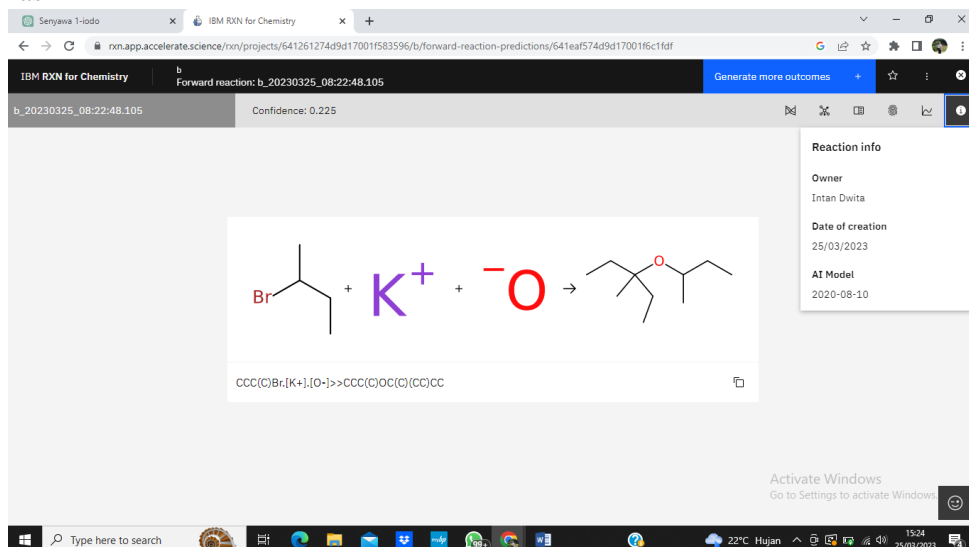 Senyawa 1-iodo
IBM RXN for Chemistry
rxn.app.accelerate.science/rxn/projects/641261274d9d17001f583596/b/forward-reaction-predictions/641eaf574d9d17001f6c1fdf
IBM RXN for Chemistry
b
Forward reaction: b_20230325_08:22:48.105
Generate more outcomes +
b_20230325_08:22:48.105
Confidence: 0.225
Reaction info
Owner
Intan Dwita
Date of creation
25/03/2023
AI Model
2020-08-10
Br + K+ + −O → O
CCC(C)Br.[K+].[O-]>>CCC(C)OC(C)(CC)CC
Activate Windows
Go to Settings to activate Windows.
Type here to search
99+
22°C Hujan
15:24
25/03/2023
4